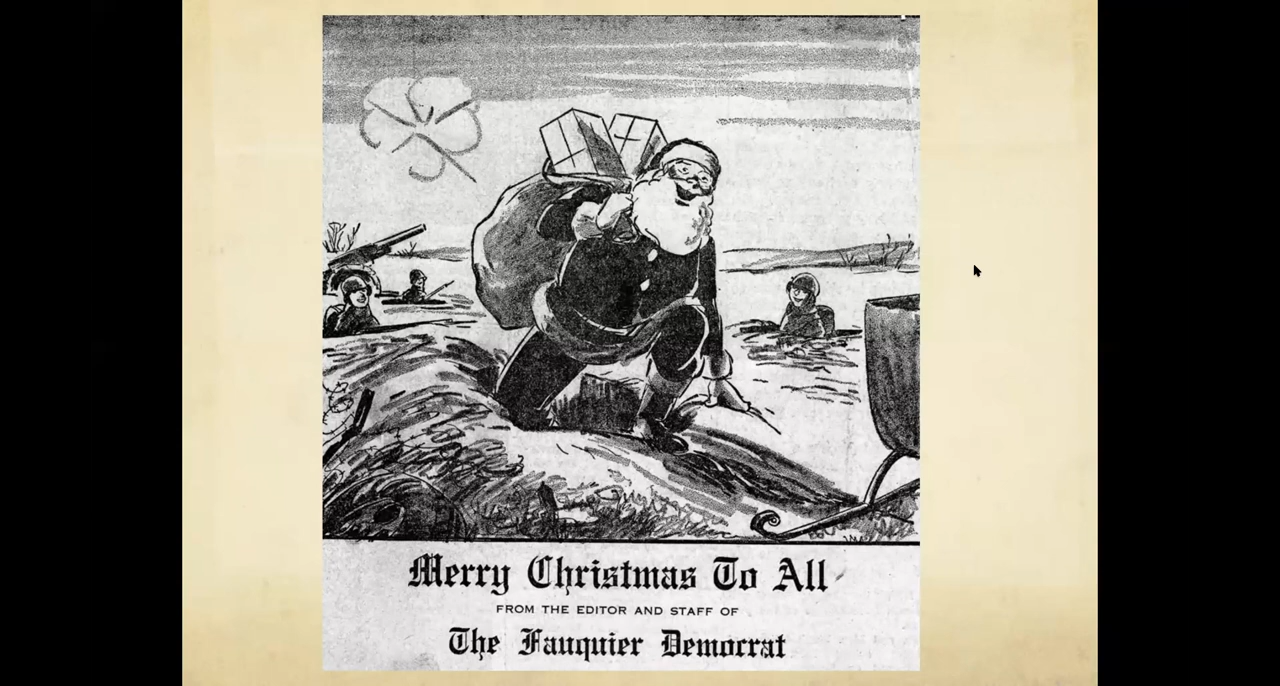 Merry Christmas To All
FROM THE EDITOR AND STAFF OF
The Fauquier Democrat